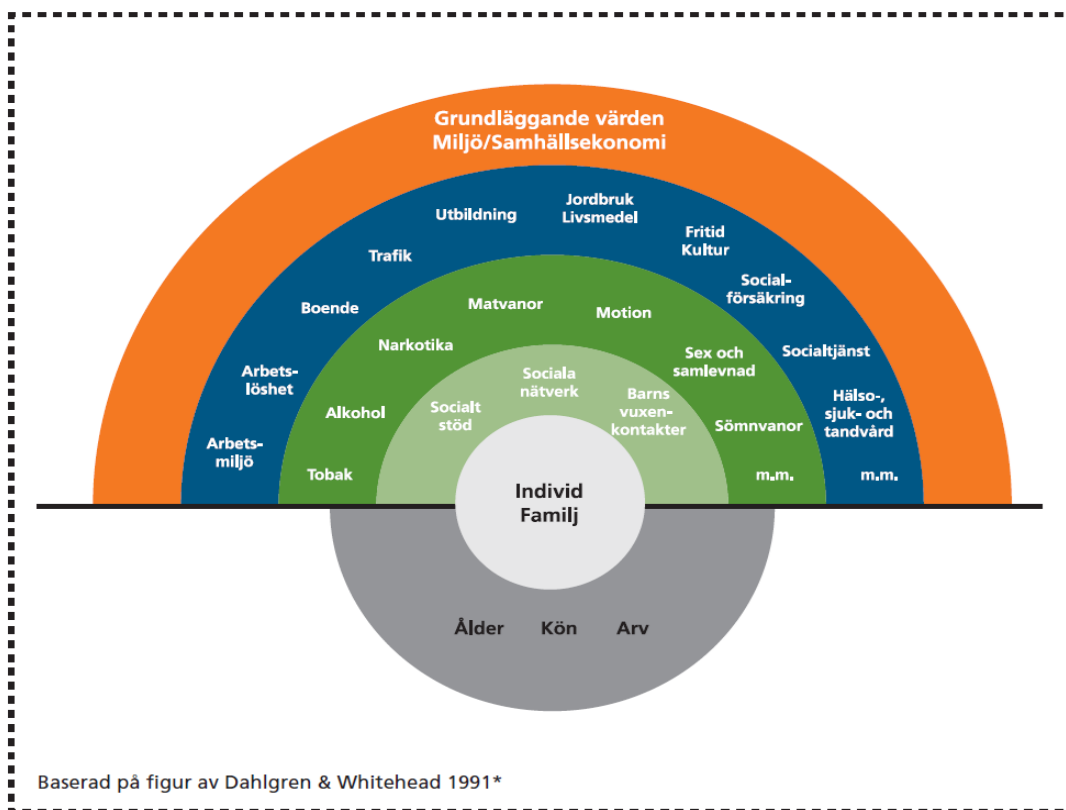 Grundläggande värden
Miljö/Samhällsekonomi
Arbets-
miljö
Arbets-
löshet
Boende
Trafik
Utbildning
Jordbruk
Livsmedel
Fritid
Kultur
Social-
försäkring
Socialtjänst
Hälso-,
sjuk- och
tandvård
m.m.
Tobak
Alkohol
Narkotika
Matvanor
Motion
Sex och
samlevnad
Sömnvanor
m.m.
Socialt
stöd
Sociala
nätverk
Barns
vuxen-
kontakter
Individ
Familj
Ålder Kön Arv
Baserad på figur av Dahlgren & Whitehead 1991*